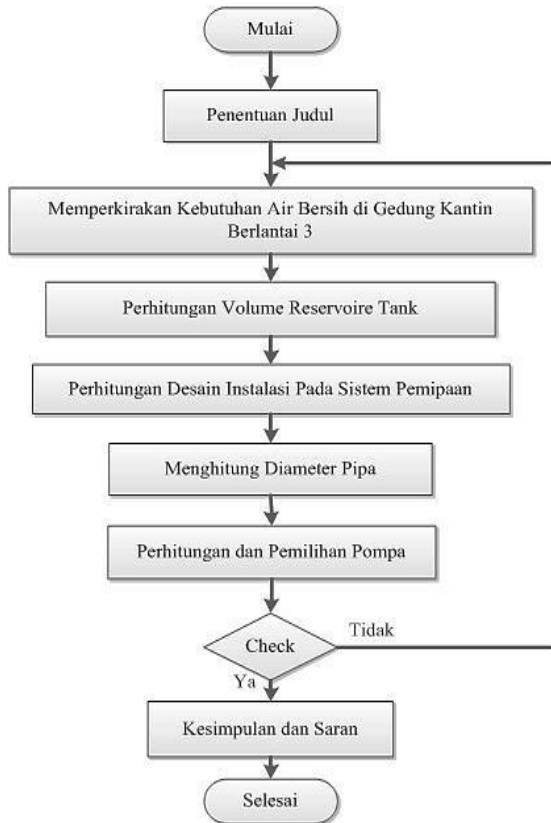 Mulai
Penentuan Judul
Memperkirakan Kebutuhan Air Bersih di Gedung Kantin
Berlantai 3
Perhitungan Volume Reservoire Tank
Perhitungan Desain Instalasi Pada Sistem Pemipaan
Menghitung Diameter Pipa
Perhitungan dan Pemilihan Pompa
Check
Tidak
Ya
Kesimpulan dan Saran
Selesai